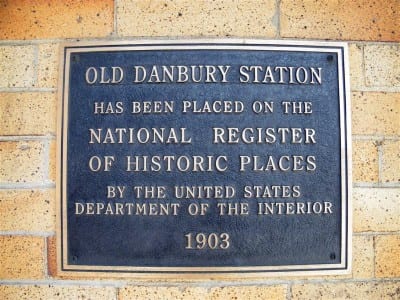 OLD DANBURY STATION
HAS BEEN PLACED ON THE
NATIONAL REGISTER
OF HISTORIC PLACES
BY THE UNITED STATES
DEPARTMENT OF THE INTERIOR
1903